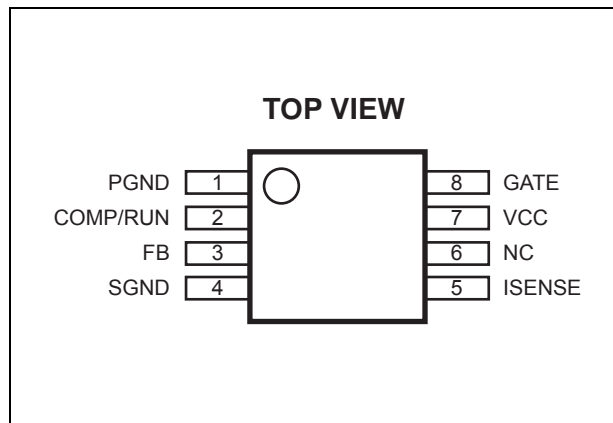 TOP VIEW
PGND 1 8 GATE
COMP/RUN 2 7 VCC
FB 3 6 NC
SGND 4 5 ISENSE